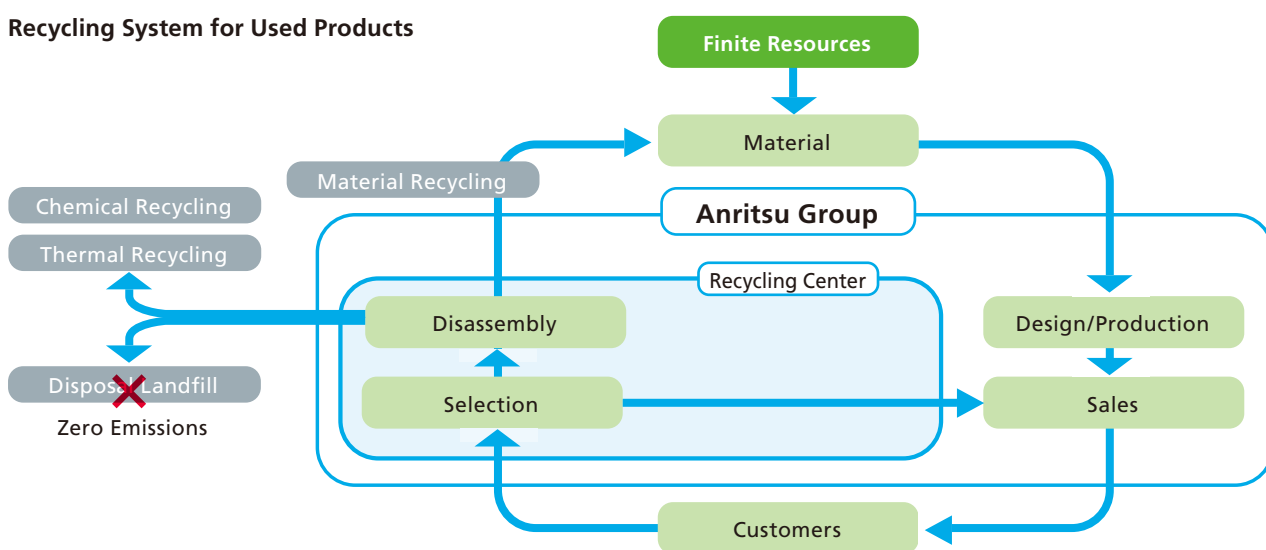 Recycling System for Used Products
Finite Resources
Material
Material Recycling
Chemical Recycling
Thermal Recycling
Anritsu Group
Recycling Center
Disassembly
Design/Production
Disposal Landfill
Zero Emissions
Selection
Sales
Customers